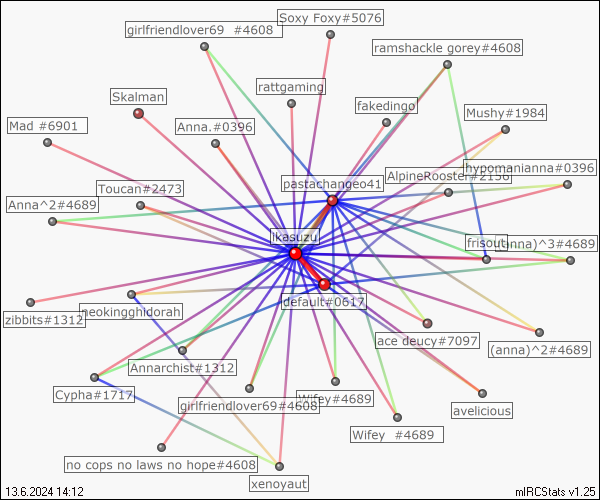 Soxy Foxy#5076
girlfriendlover69 #4608
ramshackle gorey#4608
rattgaming
Skalman
fakedingo
Mushy#1984
Mad #6901
Anna.#0396
hypomanianna#0396
AlpineRooster#2150
pastachange041
Toucan#2473
Anna^2#4689
ikasuzu
frisout
(anna)^3#4689
default#0617
zibbits#1312
neokingghidorah
ace deucy#7097
(anna)^2#4689
Annarchist#1312
Cypha#1717
Wifey#4689
girlfriendlover69#4608
avelicious
Wifey #4689
no cops no laws no hope#4608
xenoyaut
13.6.2024 14:12
mIRCStats v1.25